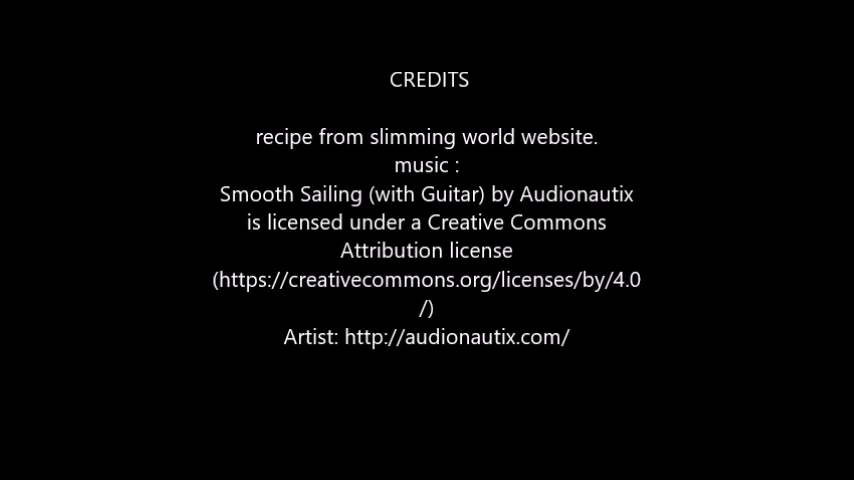 CREDITS
recipe from slimming world website.
music :
Smooth Sailing (with Guitar) by Audionautix
is licensed under a Creative Commons
Attribution license
(https://creativecommons.org/licenses/by/4.0
/)
Artist: http://audionautix.com/